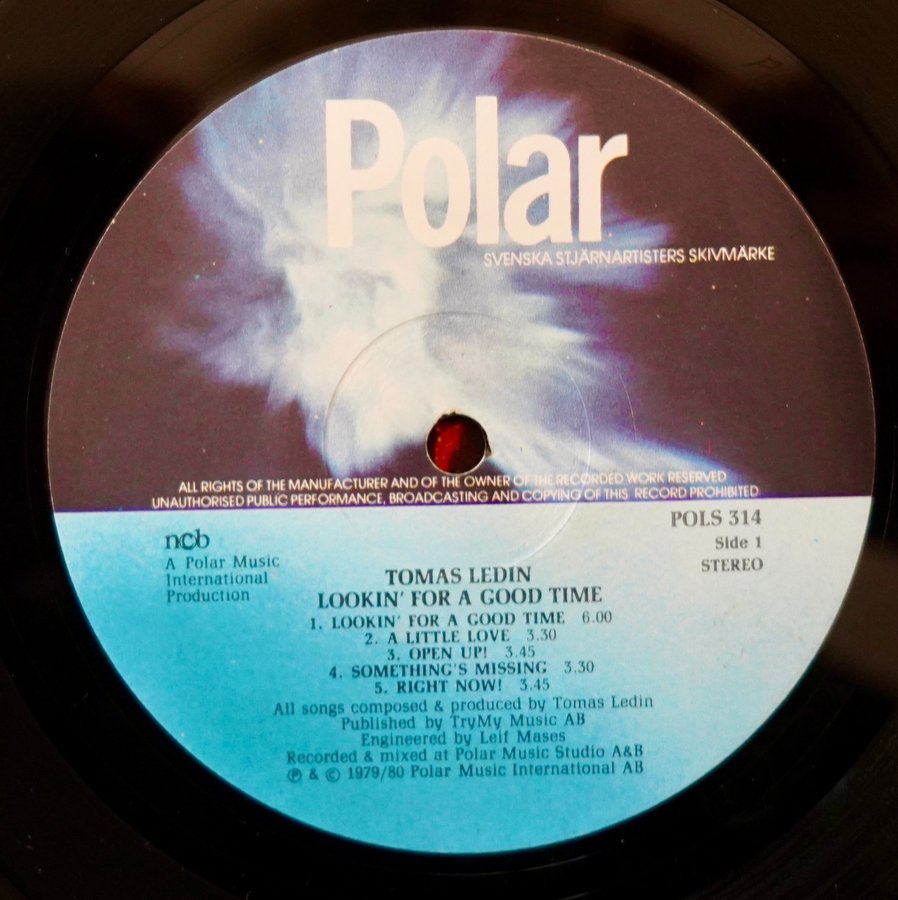 Polar
SVENSKA STJÄRNARTISTERS SKIVMÄRKE
ALL RIGHTS OF THE MANUFACTURER AND OF THE OWNER OF THE RECORDED WORK RESERVED
UNAUTHORISED PUBLIC PERFORMANCE, BROADCASTING AND COPYING OF THIS RECORD PROHIBITED
ncb
A Polar Music
International
Production
POLS 314
Side 1
STEREO
TOMAS LEDIN
LOOKIN' FOR A GOOD TIME
1. LOOKIN' FOR A GOOD TIME 6.00
2. A LITTLE LOVE 3.30
3. OPEN UP! 3.45
4. SOMETHING'S MISSING 3.30
5. RIGHT NOW! 3.45
All songs composed & produced by Tomas Ledin
Published by TryMy Music AB
Engineered by Leif Mases
Recorded & mixed at Polar Music Studio A&B
℗ & © 1979/80 Polar Music International AB